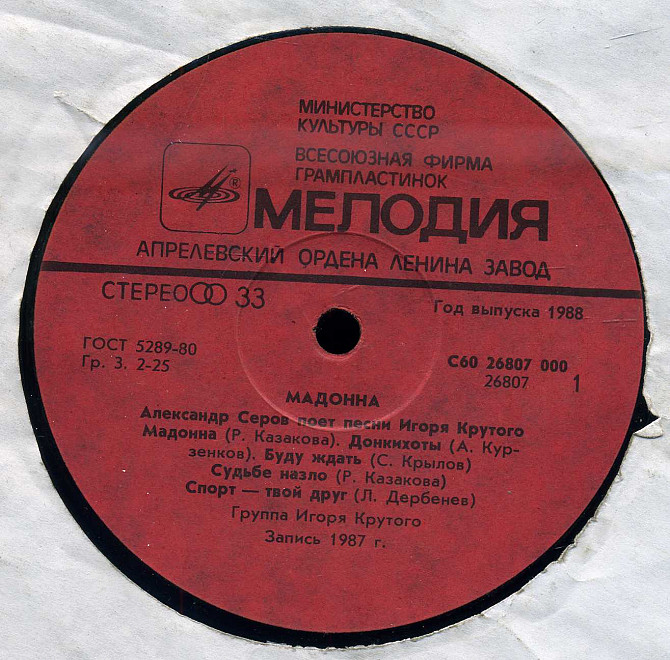 МИНИСТЕРСТВО
КУЛЬТУРЫ СССР
ВСЕСОЮЗНАЯ ФИРМА
ГРАМПЛАСТИНОК
®
МЕЛОДИЯ
АПРЕЛЕВСКИЙ ОРДЕНА ЛЕНИНА ЗАВОД
СТЕРЕО 33
Год выпуска 1988
ГОСТ 5289-80
Гр. 3. 2-25
С60 26807 000
26807 1
МАДОННА
Александр Серов поет песни Игоря Крутого
Мадонна (Р. Казакова). Донкихоты (А. Кур-
зенков). Буду ждать (С. Крылов)
Судьбе назло (Р. Казакова)
Спорт — твой друг (Л. Дербенев)
Группа Игоря Крутого
Запись 1987 г.